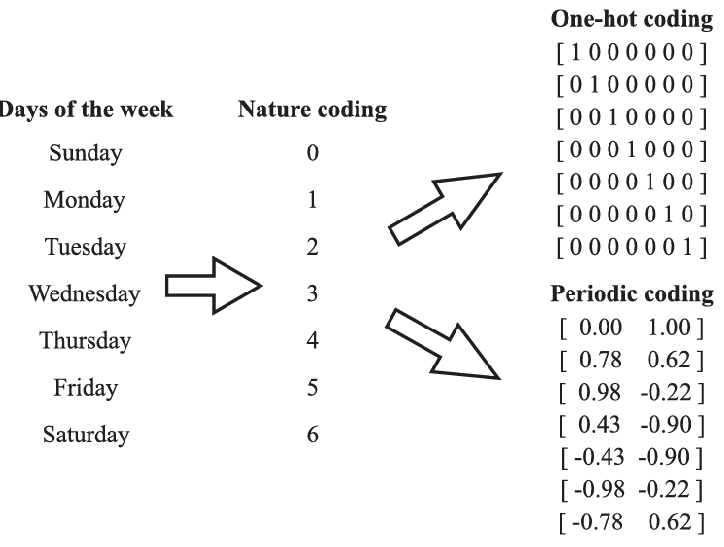 Days of the week
Sunday
Monday
Tuesday
Wednesday
Thursday
Friday
Saturday
Nature coding
0
1
2
3
4
5
6
One-hot coding
[ 1 0 0 0 0 0 0 ]
[ 0 1 0 0 0 0 0 ]
[ 0 0 1 0 0 0 0 ]
[ 0 0 0 1 0 0 0 ]
[ 0 0 0 0 1 0 0 ]
[ 0 0 0 0 0 1 0 ]
[ 0 0 0 0 0 0 1 ]
Periodic coding
[ 0.00 1.00 ]
[ 0.78 0.62 ]
[ 0.98 -0.22 ]
[ 0.43 -0.90 ]
[ -0.43 -0.90 ]
[ -0.98 -0.22 ]
[ -0.78 0.62 ]